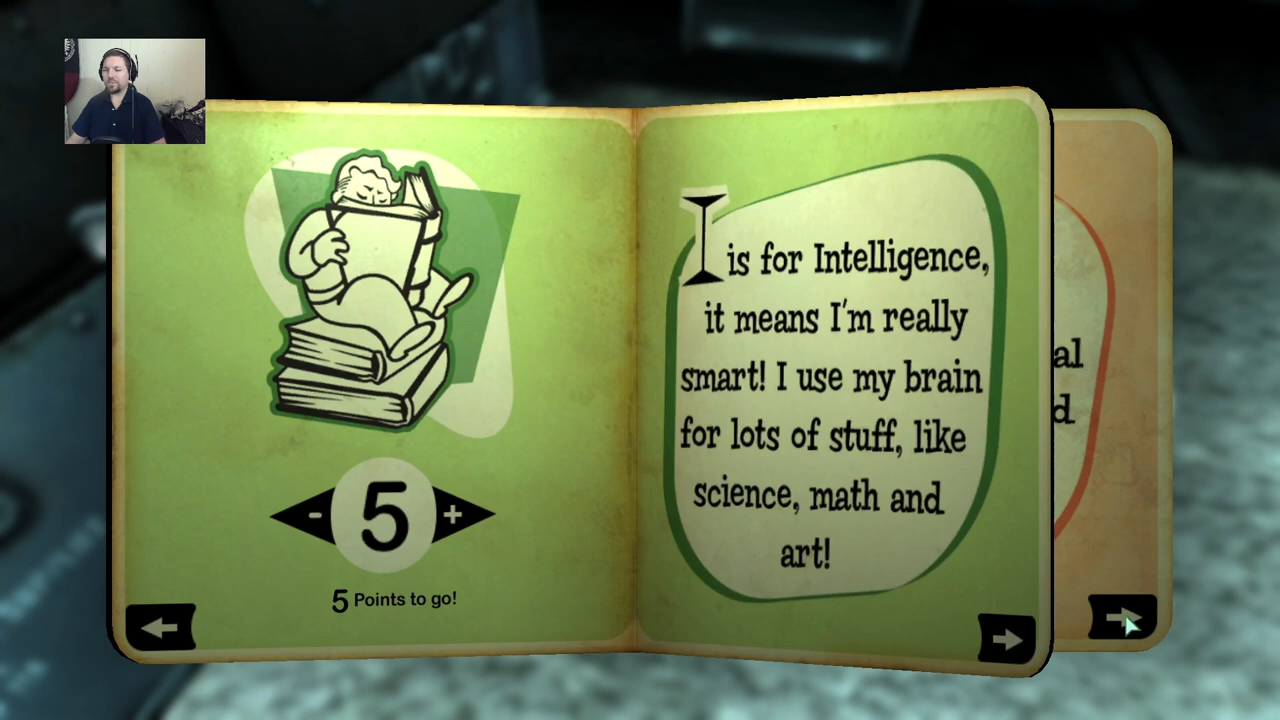 -
5
+
5 Points to go!
I is for Intelligence,
it means I'm really
smart! I use my brain
for lots of stuff, like
science, math and
art!
al
d